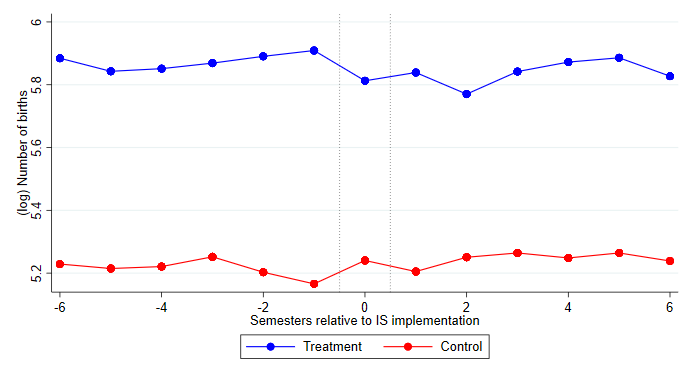 6
5.8
5.6
5.4
5.2
(log) Number of births
-6 -4 -2 0 2 4 6
Semesters relative to IS implementation
Treatment Control